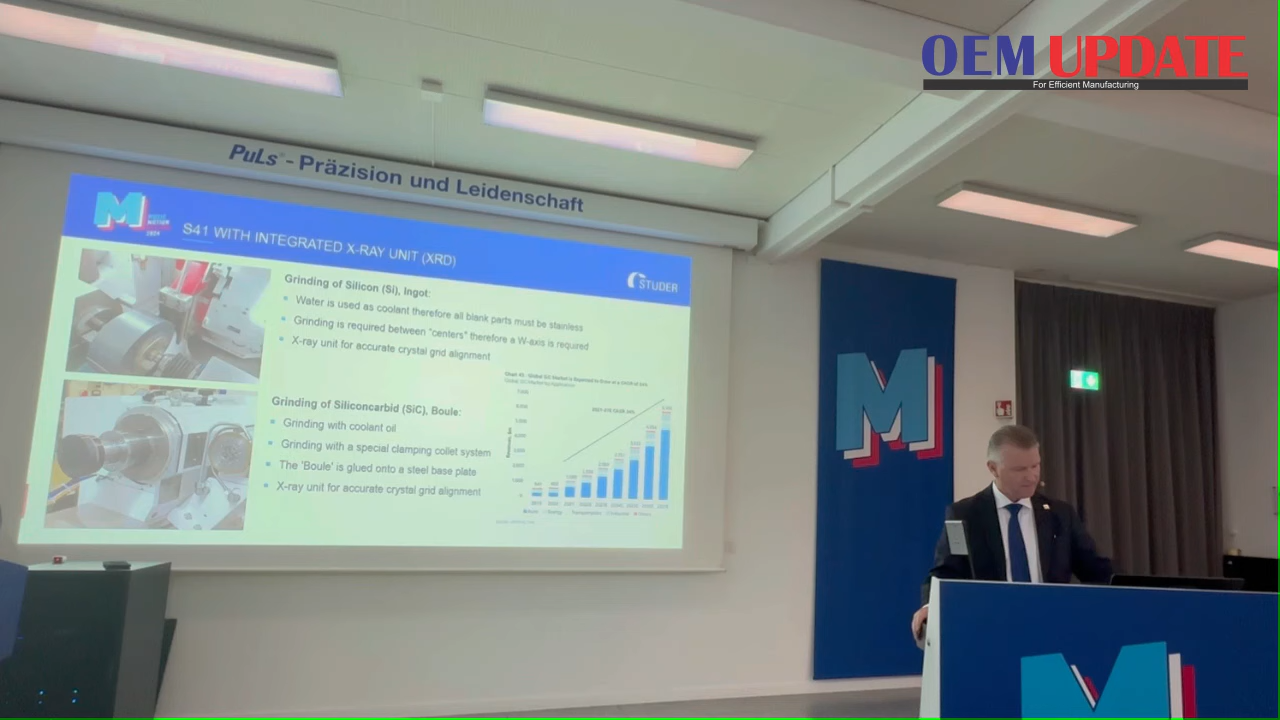 OEM UPDATE
For Efficient Manufacturing
PuLs® - Präzision und Leidenschaft
M
S41 WITH INTEGRATED X-RAY UNIT (XRD)
STUDER
Grinding of Silicon (Si), Ingot:
Water is used as coolant therefore all blank parts must be stainless
Grinding is required between "centers" therefore a W-axis is required
X-ray unit for accurate crystal grid alignment
Grinding of Siliconcarbid (SiC), Boule:
Grinding with coolant oil
Grinding with a special clamping collet system
The 'Boule' is glued onto a steel base plate
X-ray unit for accurate crystal grid alignment
M
M